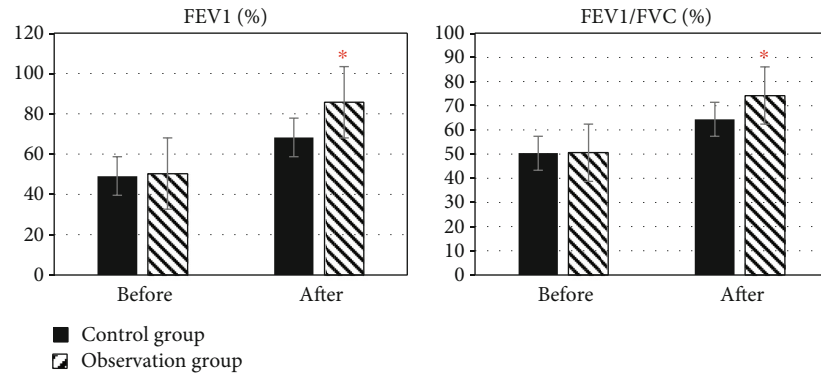 FEV1 (%)
120
100
80
60
40
20
0
Before
After
FEV1/FVC (%)
100
90
80
70
60
50
40
30
20
10
0
Before
After
*
*
Control group
Observation group